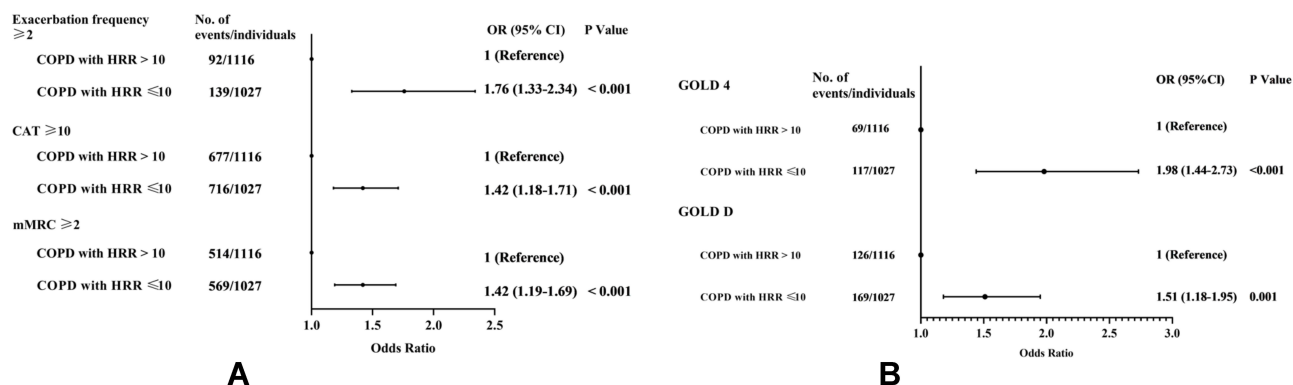 Exacerbation frequency
≥2
No. of
events/individuals
OR (95% CI) P Value
COPD with HRR > 10 92/1116 1 (Reference)
COPD with HRR ≤10 139/1027 1.76 (1.33-2.34) < 0.001
CAT ≥10
COPD with HRR > 10 677/1116 1 (Reference)
COPD with HRR ≤10 716/1027 1.42 (1.18-1.71) < 0.001
mMRC ≥2
COPD with HRR > 10 514/1116 1 (Reference)
COPD with HRR ≤10 569/1027 1.42 (1.19-1.69) < 0.001
1.0 1.5 2.0 2.5
Odds Ratio
A
GOLD 4
No. of
events/individuals
OR (95%CI) P Value
COPD with HRR > 10 69/1116 1 (Reference)
COPD with HRR ≤10 117/1027 1.98 (1.44-2.73) <0.001
GOLD D
COPD with HRR > 10 126/1116 1 (Reference)
COPD with HRR ≤10 169/1027 1.51 (1.18-1.95) 0.001
1.0 1.5 2.0 2.5 3.0
Odds Ratio
B